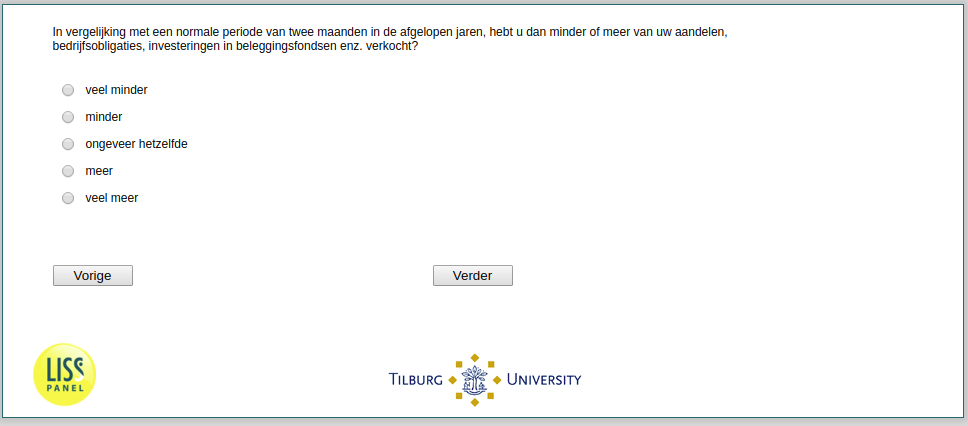 In vergelijking met een normale periode van twee maanden in de afgelopen jaren, hebt u dan minder of meer van uw aandelen,
bedrijfsobligaties, investeringen in beleggingsfondsen enz. verkocht?
veel minder
minder
ongeveer hetzelfde
meer
veel meer
Vorige
Verder
LISS
PANEL
TILBURG UNIVERSITY